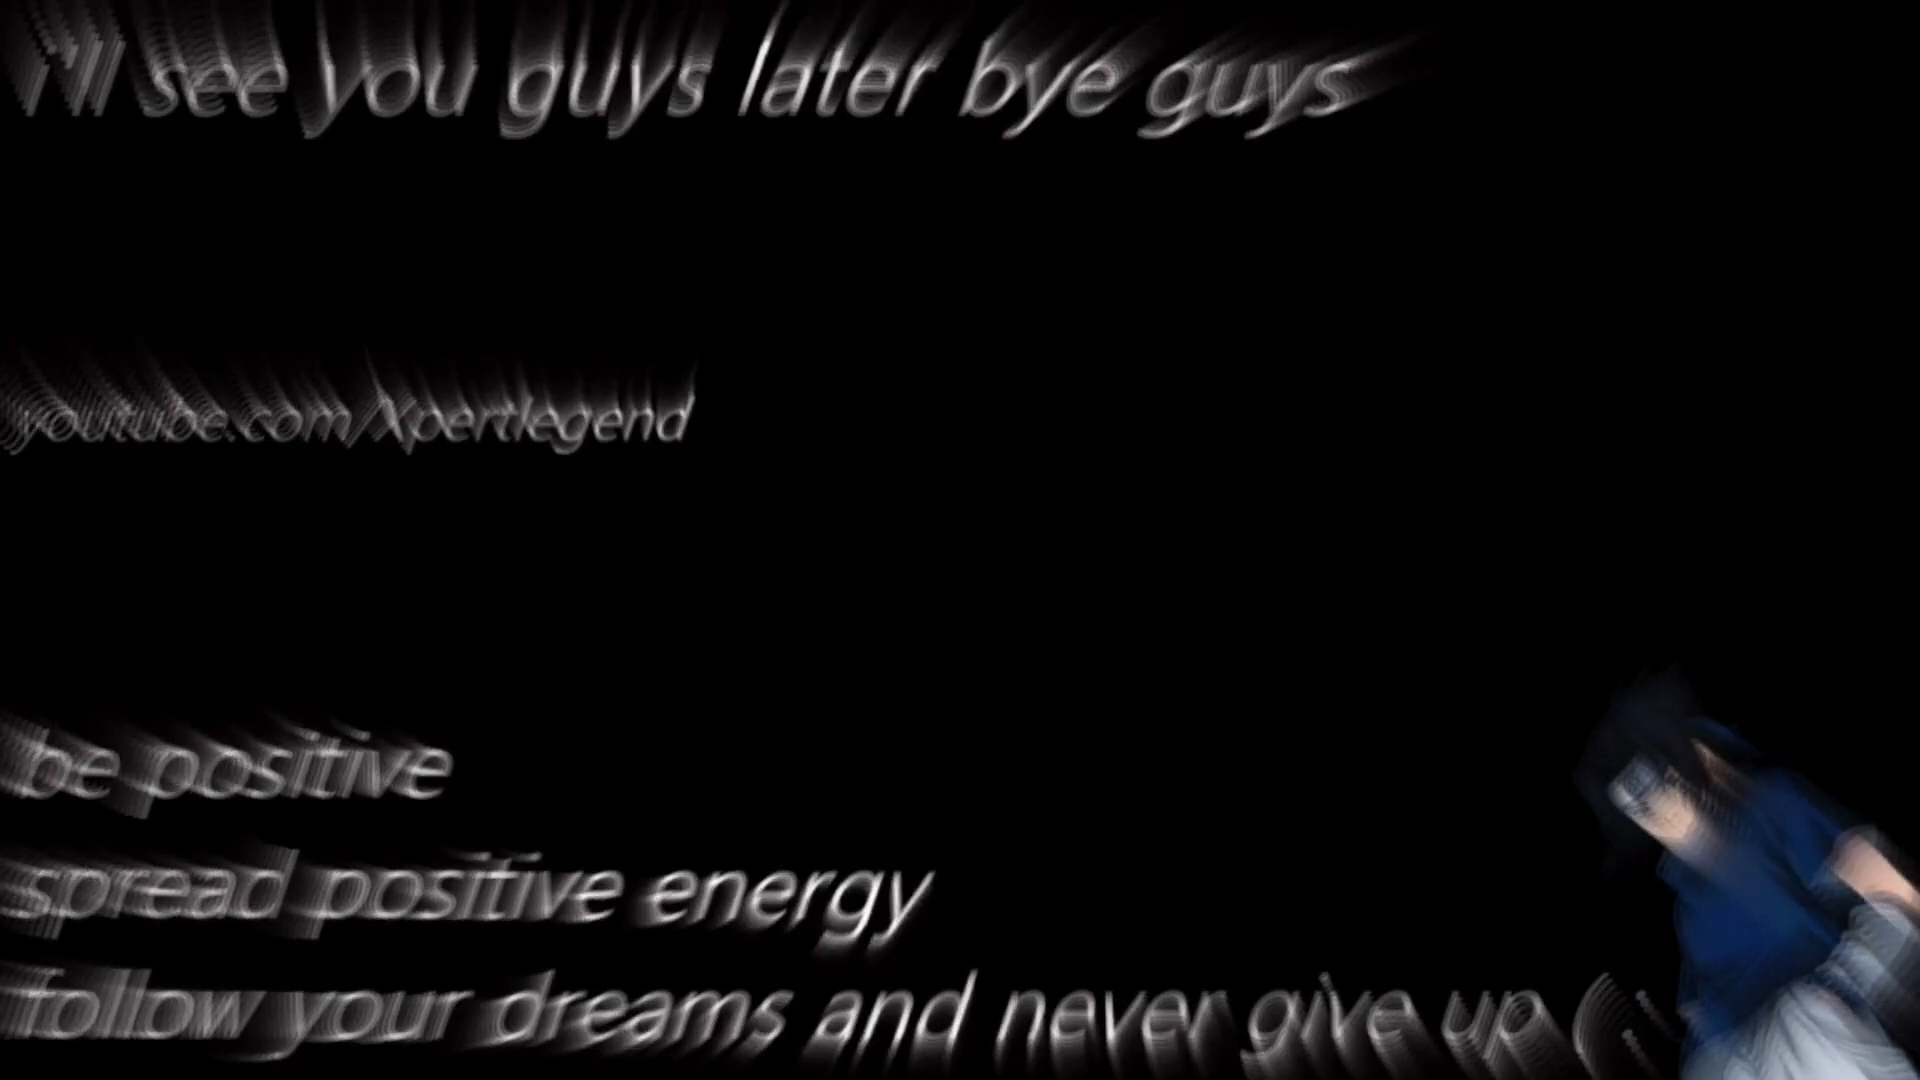 i'll see you guys later bye guys
youtube.com/Xpertlegend
be positive
spread positive energy
follow your dreams and never give up (: